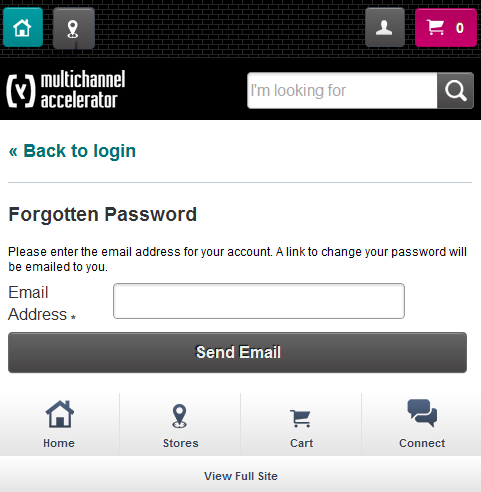 0
multichannel
accelerator
I'm looking for
« Back to login
Forgotten Password
Please enter the email address for your account. A link to change your password will
be emailed to you.
Email
Address *
Send Email
Home
Stores
Cart
Connect
View Full Site